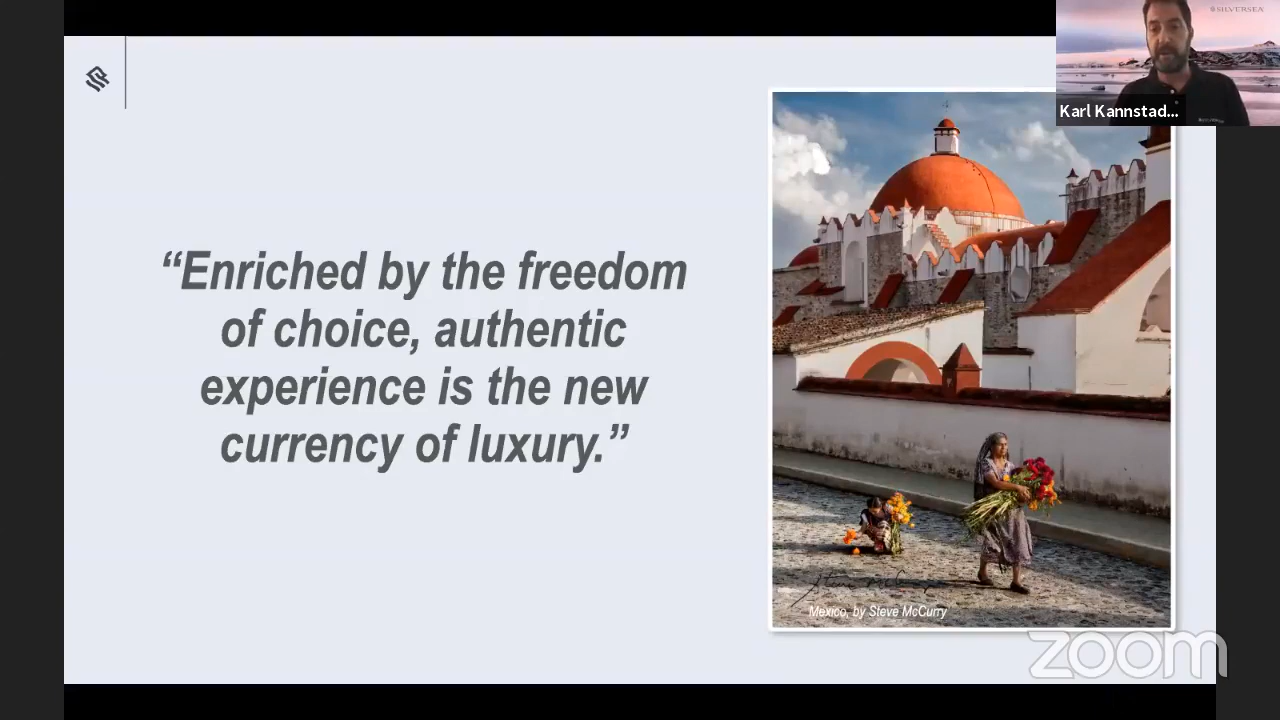 SILVERSEA
Karl Kannstad...
“Enriched by the freedom
of choice, authentic
experience is the new
currency of luxury.”
Mexico, by Steve McCurry
zoom